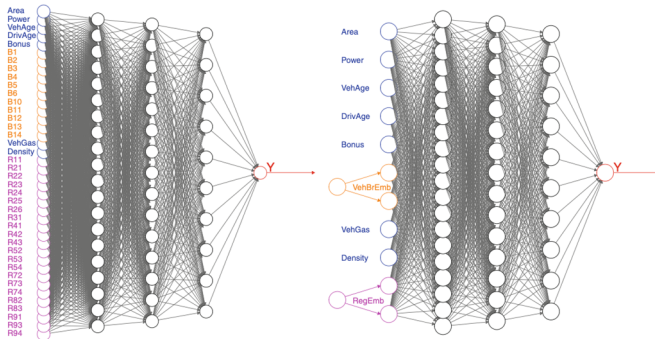 Area
Power
VehAge
DrivAge
Bonus
B1
B2
B3
B4
B5
B6
B10
B11
B12
B13
B14
VehGas
Density
R11
R21
R22
R23
R24
R25
R26
R31
R41
R42
R43
R52
R53
R54
R72
R73
R74
R82
R83
R91
R93
R94
Y
Area
Power
VehAge
DrivAge
Bonus
VehBrEmb
VehGas
Density
RegEmb
Y